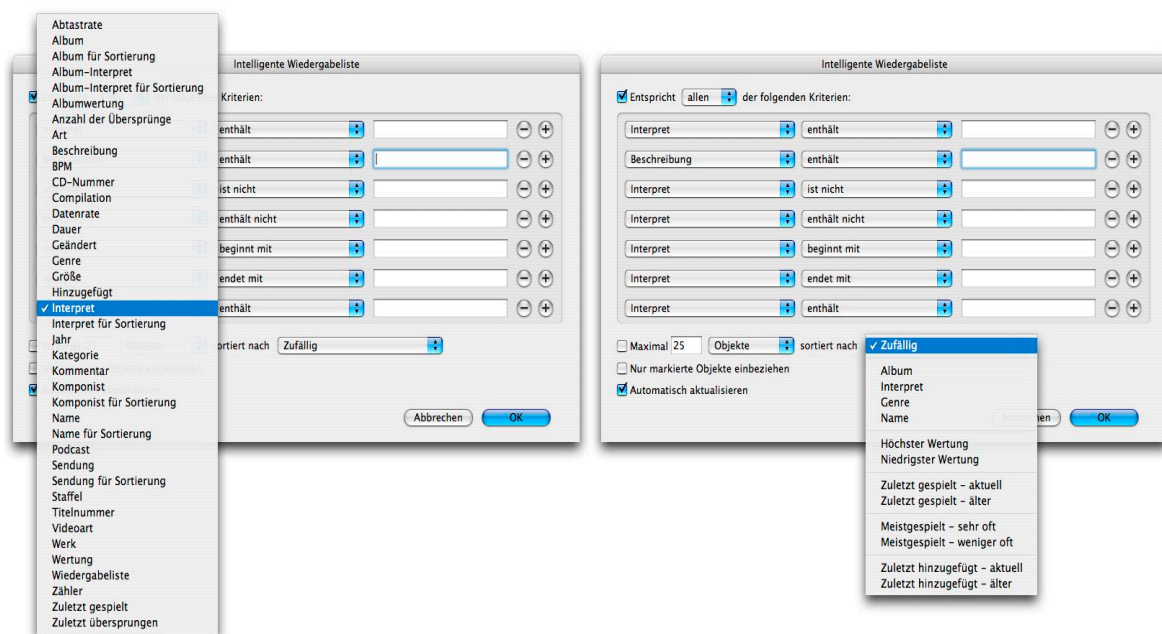 Abtastrate
Album
Album für Sortierung
Album-Interpret
Album-Interpret für Sortierung
Albumwertung
Anzahl der Übersprünge
Art
Beschreibung
BPM
CD-Nummer
Compilation
Datenrate
Dauer
Geändert
Genre
Größe
Hinzugefügt
✓ Interpret
Interpret für Sortierung
Jahr
Kategorie
Kommentar
Komponist
Komponist für Sortierung
Name
Name für Sortierung
Podcast
Sendung
Sendung für Sortierung
Staffel
Titelnummer
Videoart
Werk
Wertung
Wiedergabeliste
Zähler
Zuletzt gespielt
Zuletzt übersprungen
Intelligente Wiedergabeliste
der folgenden Kriterien:
enthält
enthält
ist nicht
enthält nicht
beginnt mit
endet mit
enthält
Objekte sortiert nach Zufällig
Objekte einbeziehen
Abbrechen OK
Intelligente Wiedergabeliste
Entspricht allen der folgenden Kriterien:
Interpret enthält
Beschreibung enthält
Interpret ist nicht
Interpret enthält nicht
Interpret beginnt mit
Interpret endet mit
Interpret enthält
Maximal 25 Objekte sortiert nach ✓ Zufällig
Nur markierte Objekte einbeziehen
Automatisch aktualisieren
Album
Interpret
Genre
Name
Abbrechen OK
Höchster Wertung
Niedrigster Wertung
Zuletzt gespielt – aktuell
Zuletzt gespielt – älter
Meistgespielt – sehr oft
Meistgespielt – weniger oft
Zuletzt hinzugefügt – aktuell
Zuletzt hinzugefügt – älter